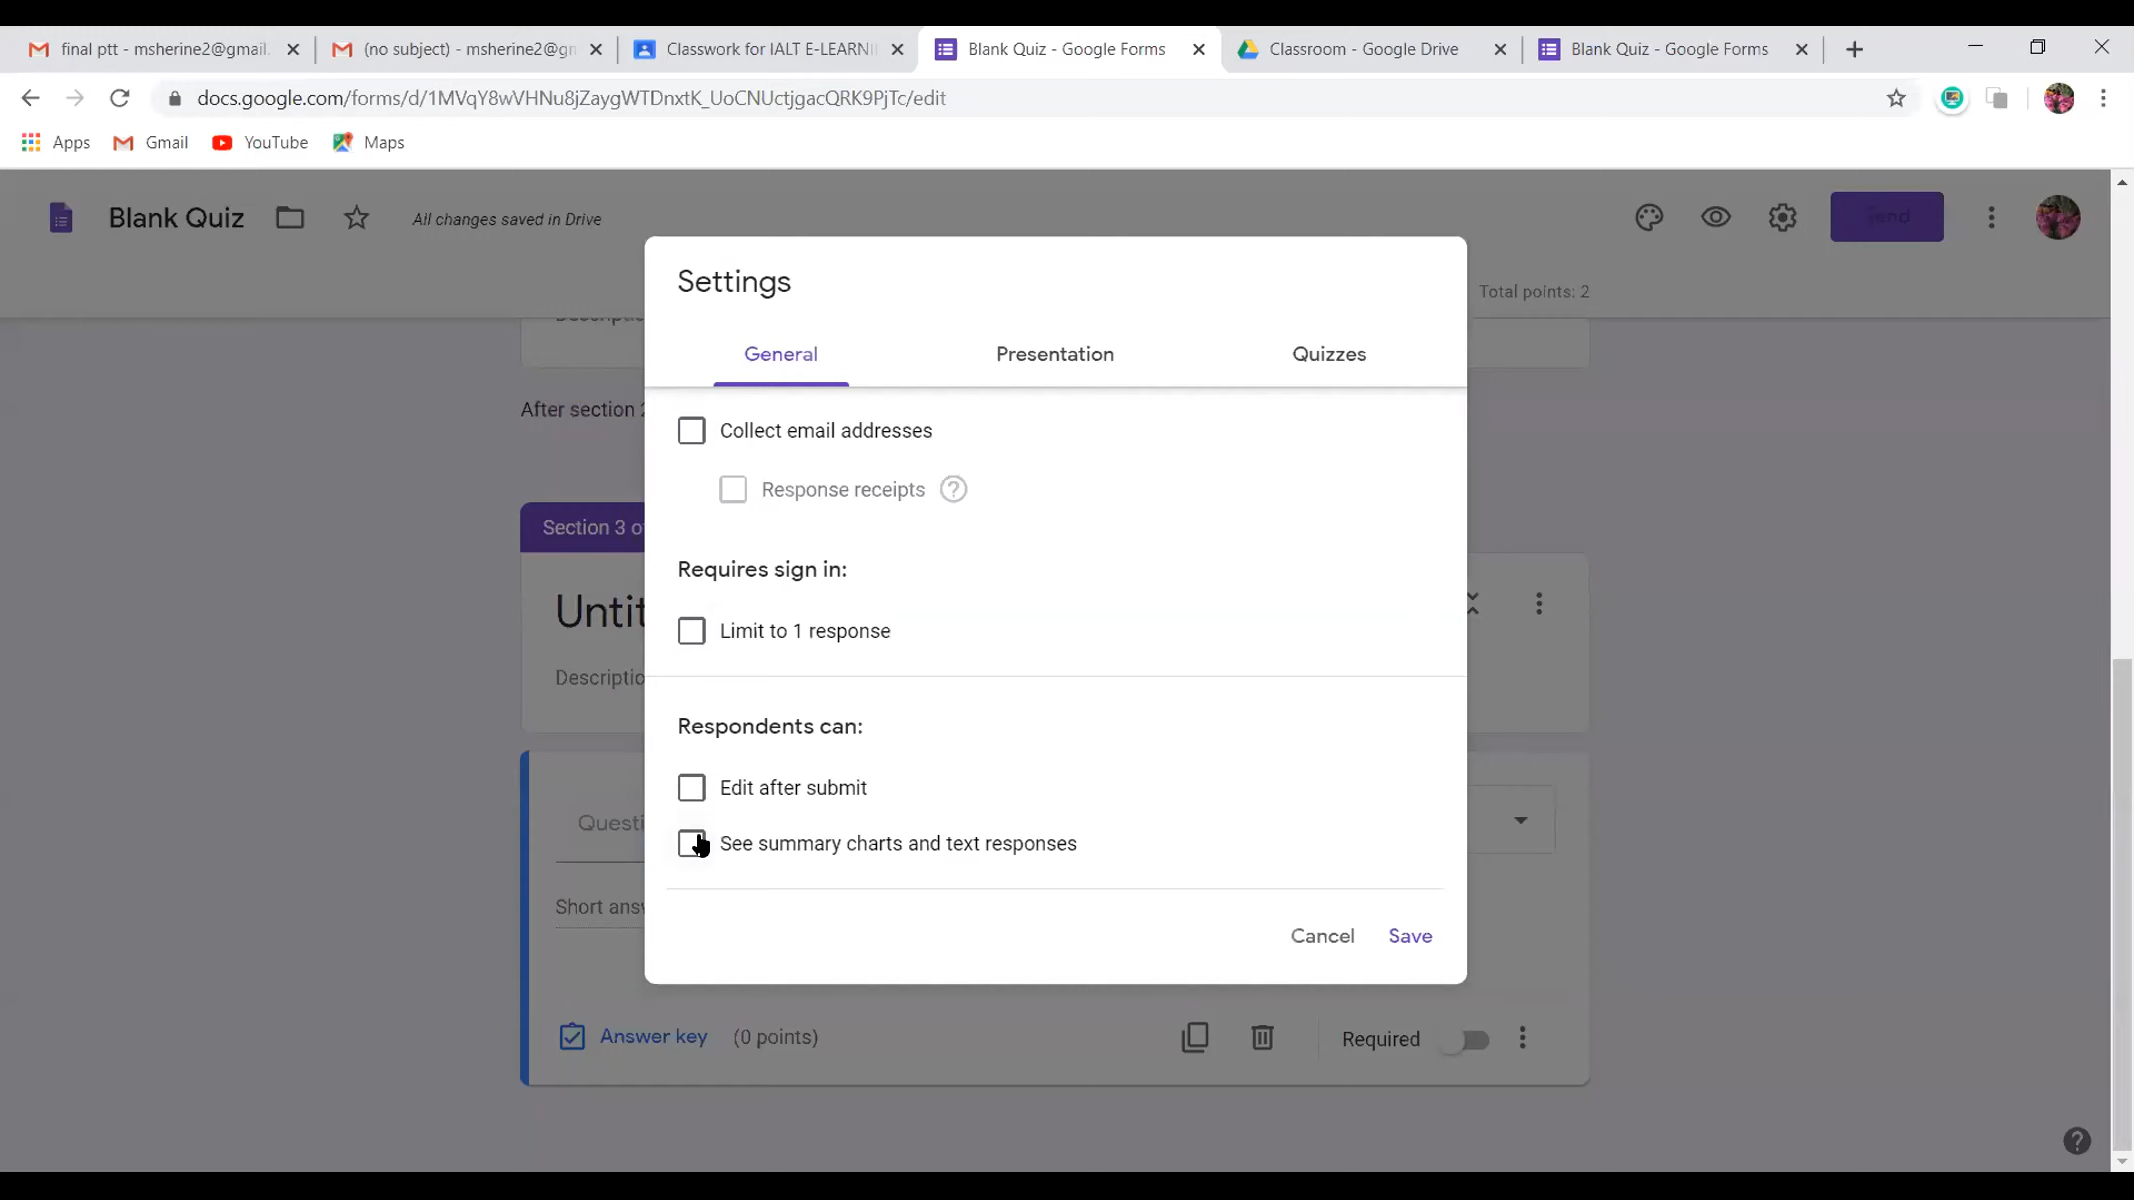 final ptt - msherine2@gmail.
(no subject) - msherine2@gn
Classwork for IALT E-LEARNI
Blank Quiz - Google Forms
Classroom - Google Drive
Blank Quiz - Google Forms
docs.google.com/forms/d/1MVqY8wVHNu8jZaygWTDnxtK_UoCNUctjgacQRK9PjTc/edit
Apps Gmail YouTube Maps
Blank Quiz All changes saved in Drive Send
Total points: 2
Settings
General Presentation Quizzes
Collect email addresses
After section 2
Response receipts ?
Section 3 o
Requires sign in:
Untit
Limit to 1 response
Descriptio
Respondents can:
Edit after submit
Questi
See summary charts and text responses
Short ansv
Cancel Save
Answer key (0 points) Required